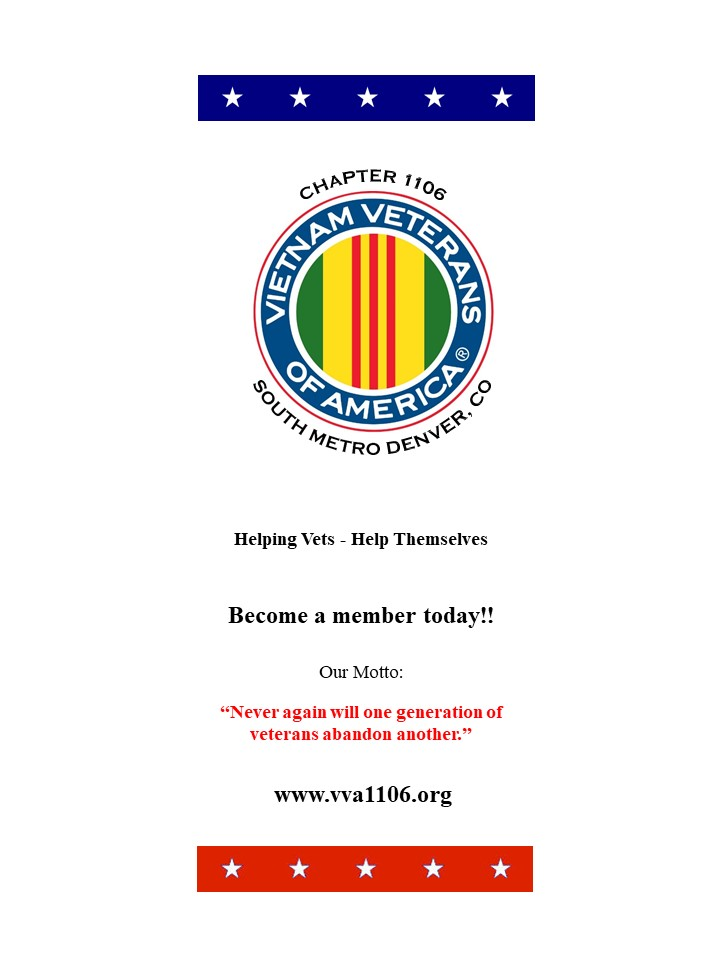 CHAPTER 1106
VIETNAM VETERANS
OF AMERICA®
SOUTH METRO DENVER, CO
Helping Vets - Help Themselves
Become a member today!!
Our Motto:
“Never again will one generation of
veterans abandon another.”
www.vva1106.org